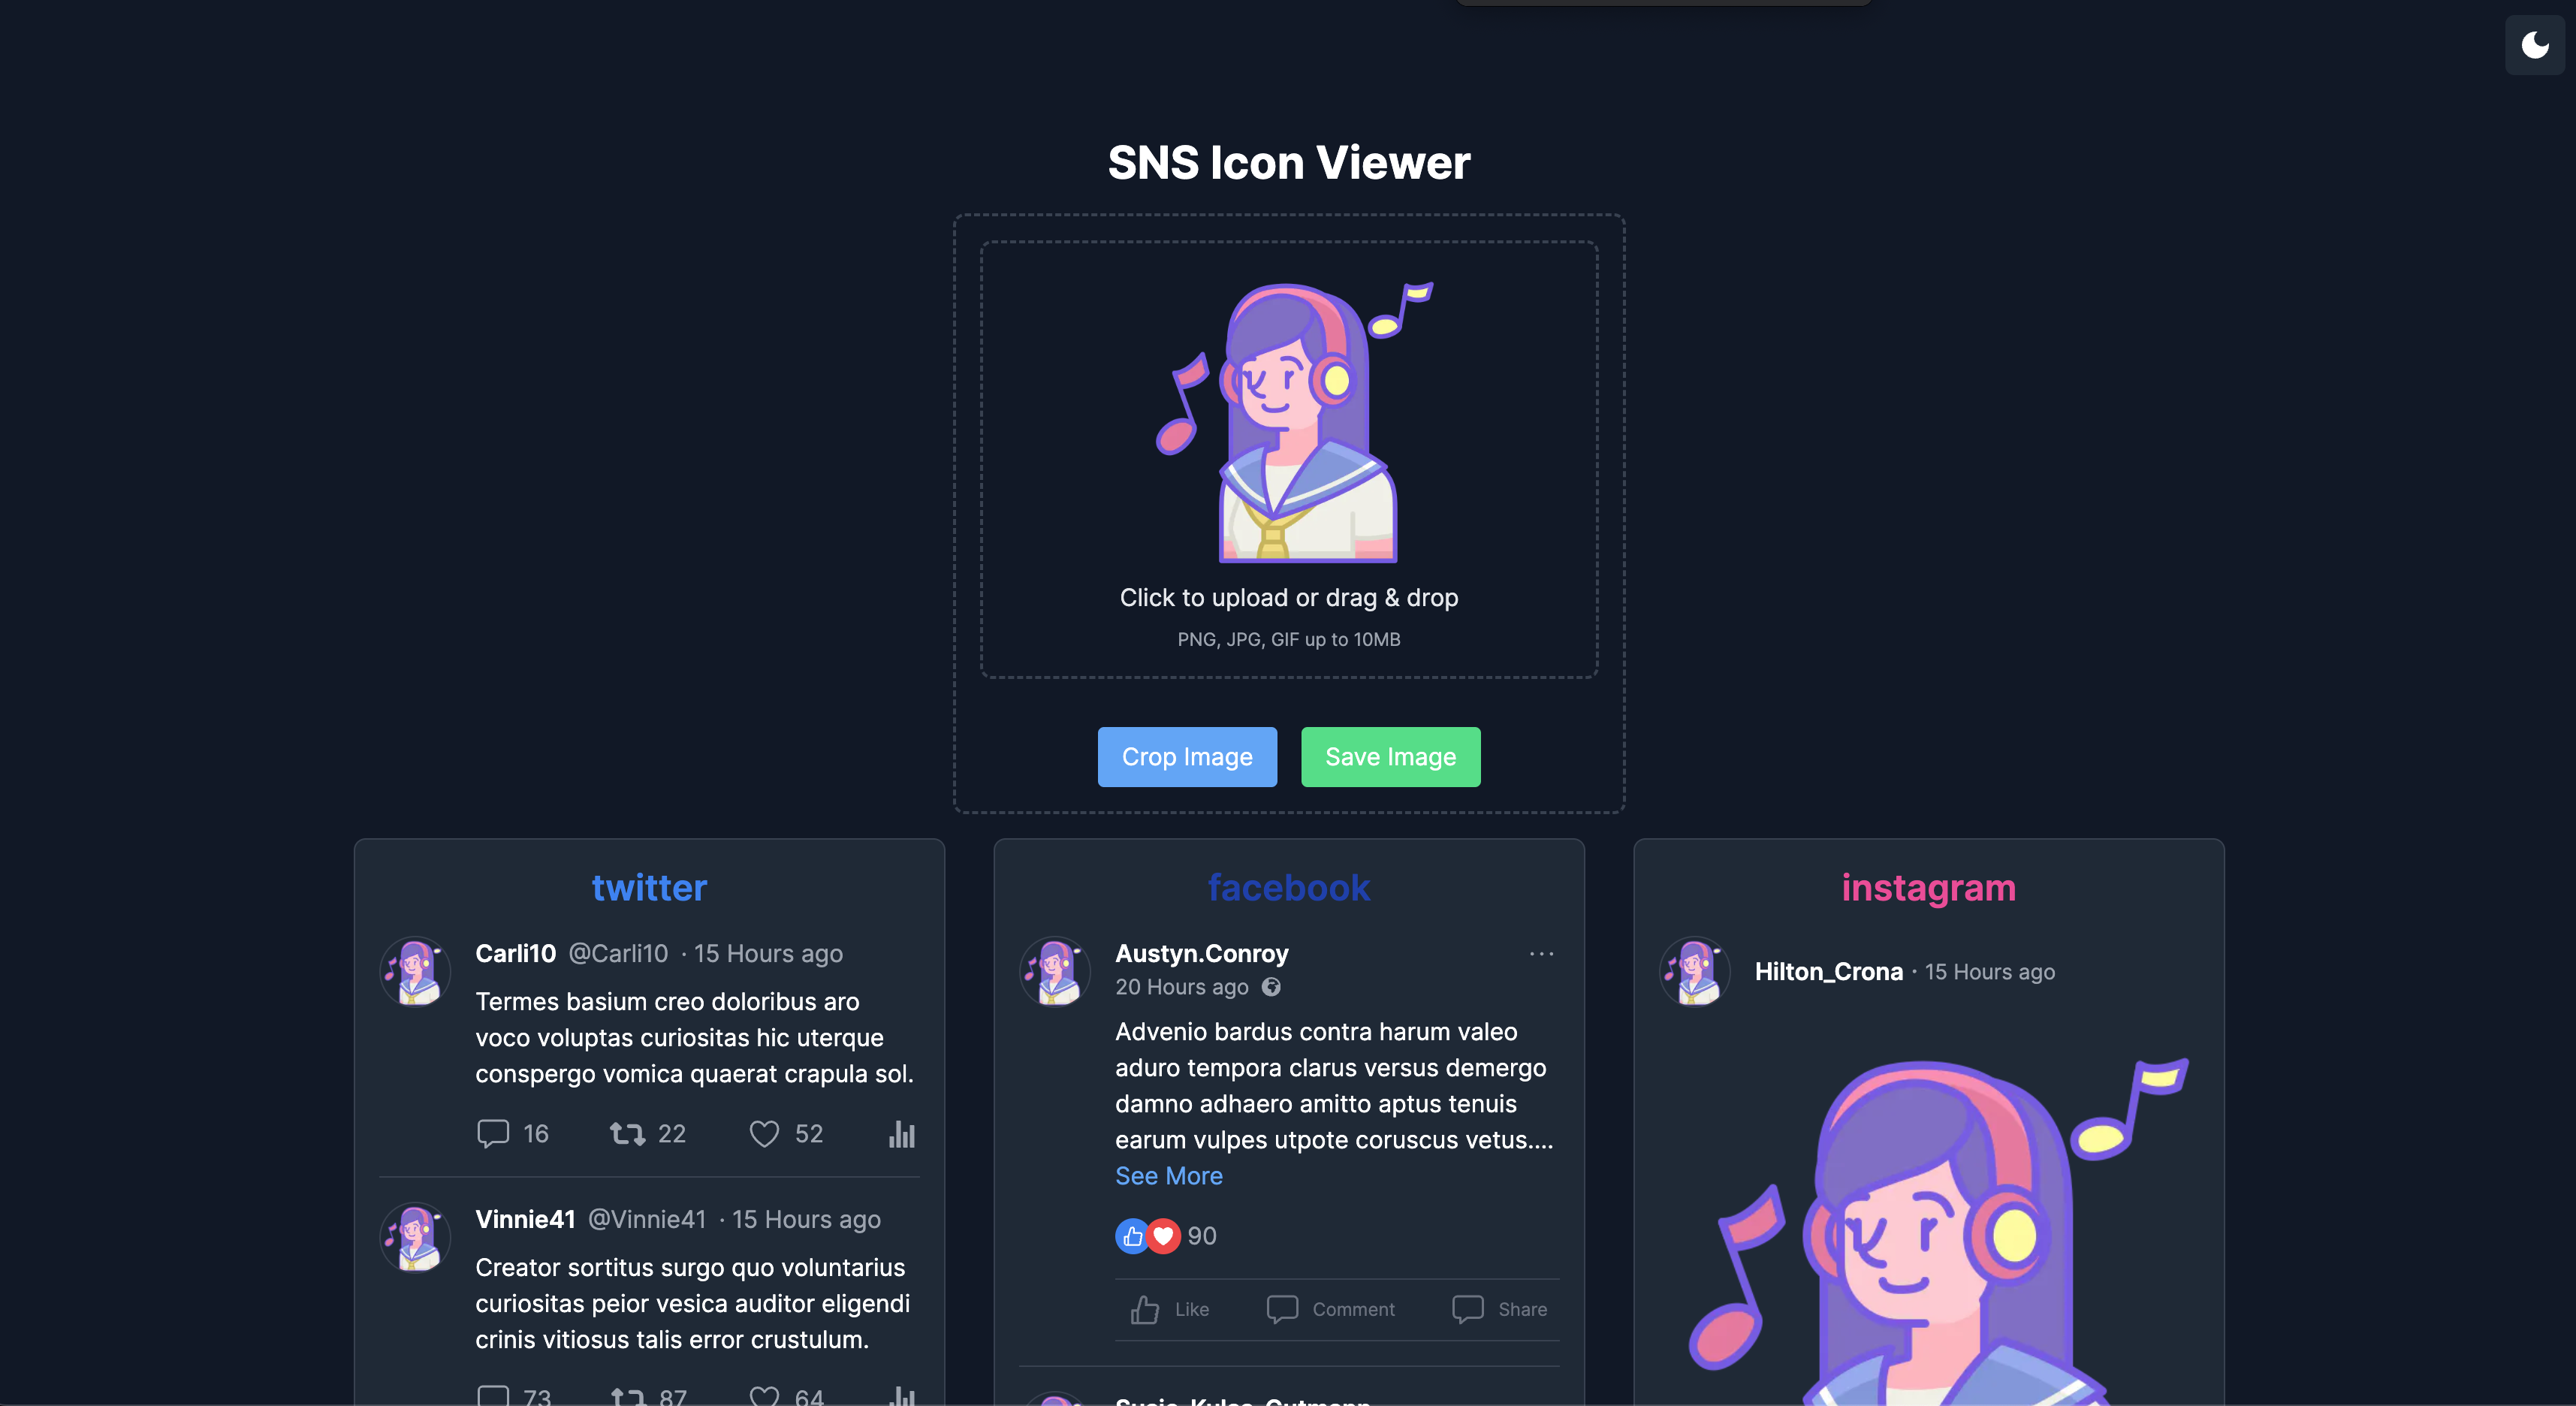 SNS Icon Viewer
Click to upload or drag & drop
PNG, JPG, GIF up to 10MB
Crop Image
Save Image
twitter
Carli10 @Carli10 · 15 Hours ago
Termes basium creo doloribus aro
voco voluptas curiositas hic uterque
conspergo vomica quaerat crapula sol.
16
22
52
Vinnie41 @Vinnie41 · 15 Hours ago
Creator sortitus surgo quo voluntarius
curiositas peior vesica auditor eligendi
crinis vitiosus talis error crustulum.
73
87
64
facebook
Austyn.Conroy
20 Hours ago
Advenio bardus contra harum valeo
aduro tempora clarus versus demergo
damno adhaero amitto aptus tenuis
earum vulpes utpote coruscus vetus....
See More
90
Like
Comment
Share
instagram
Hilton_Crona · 15 Hours ago